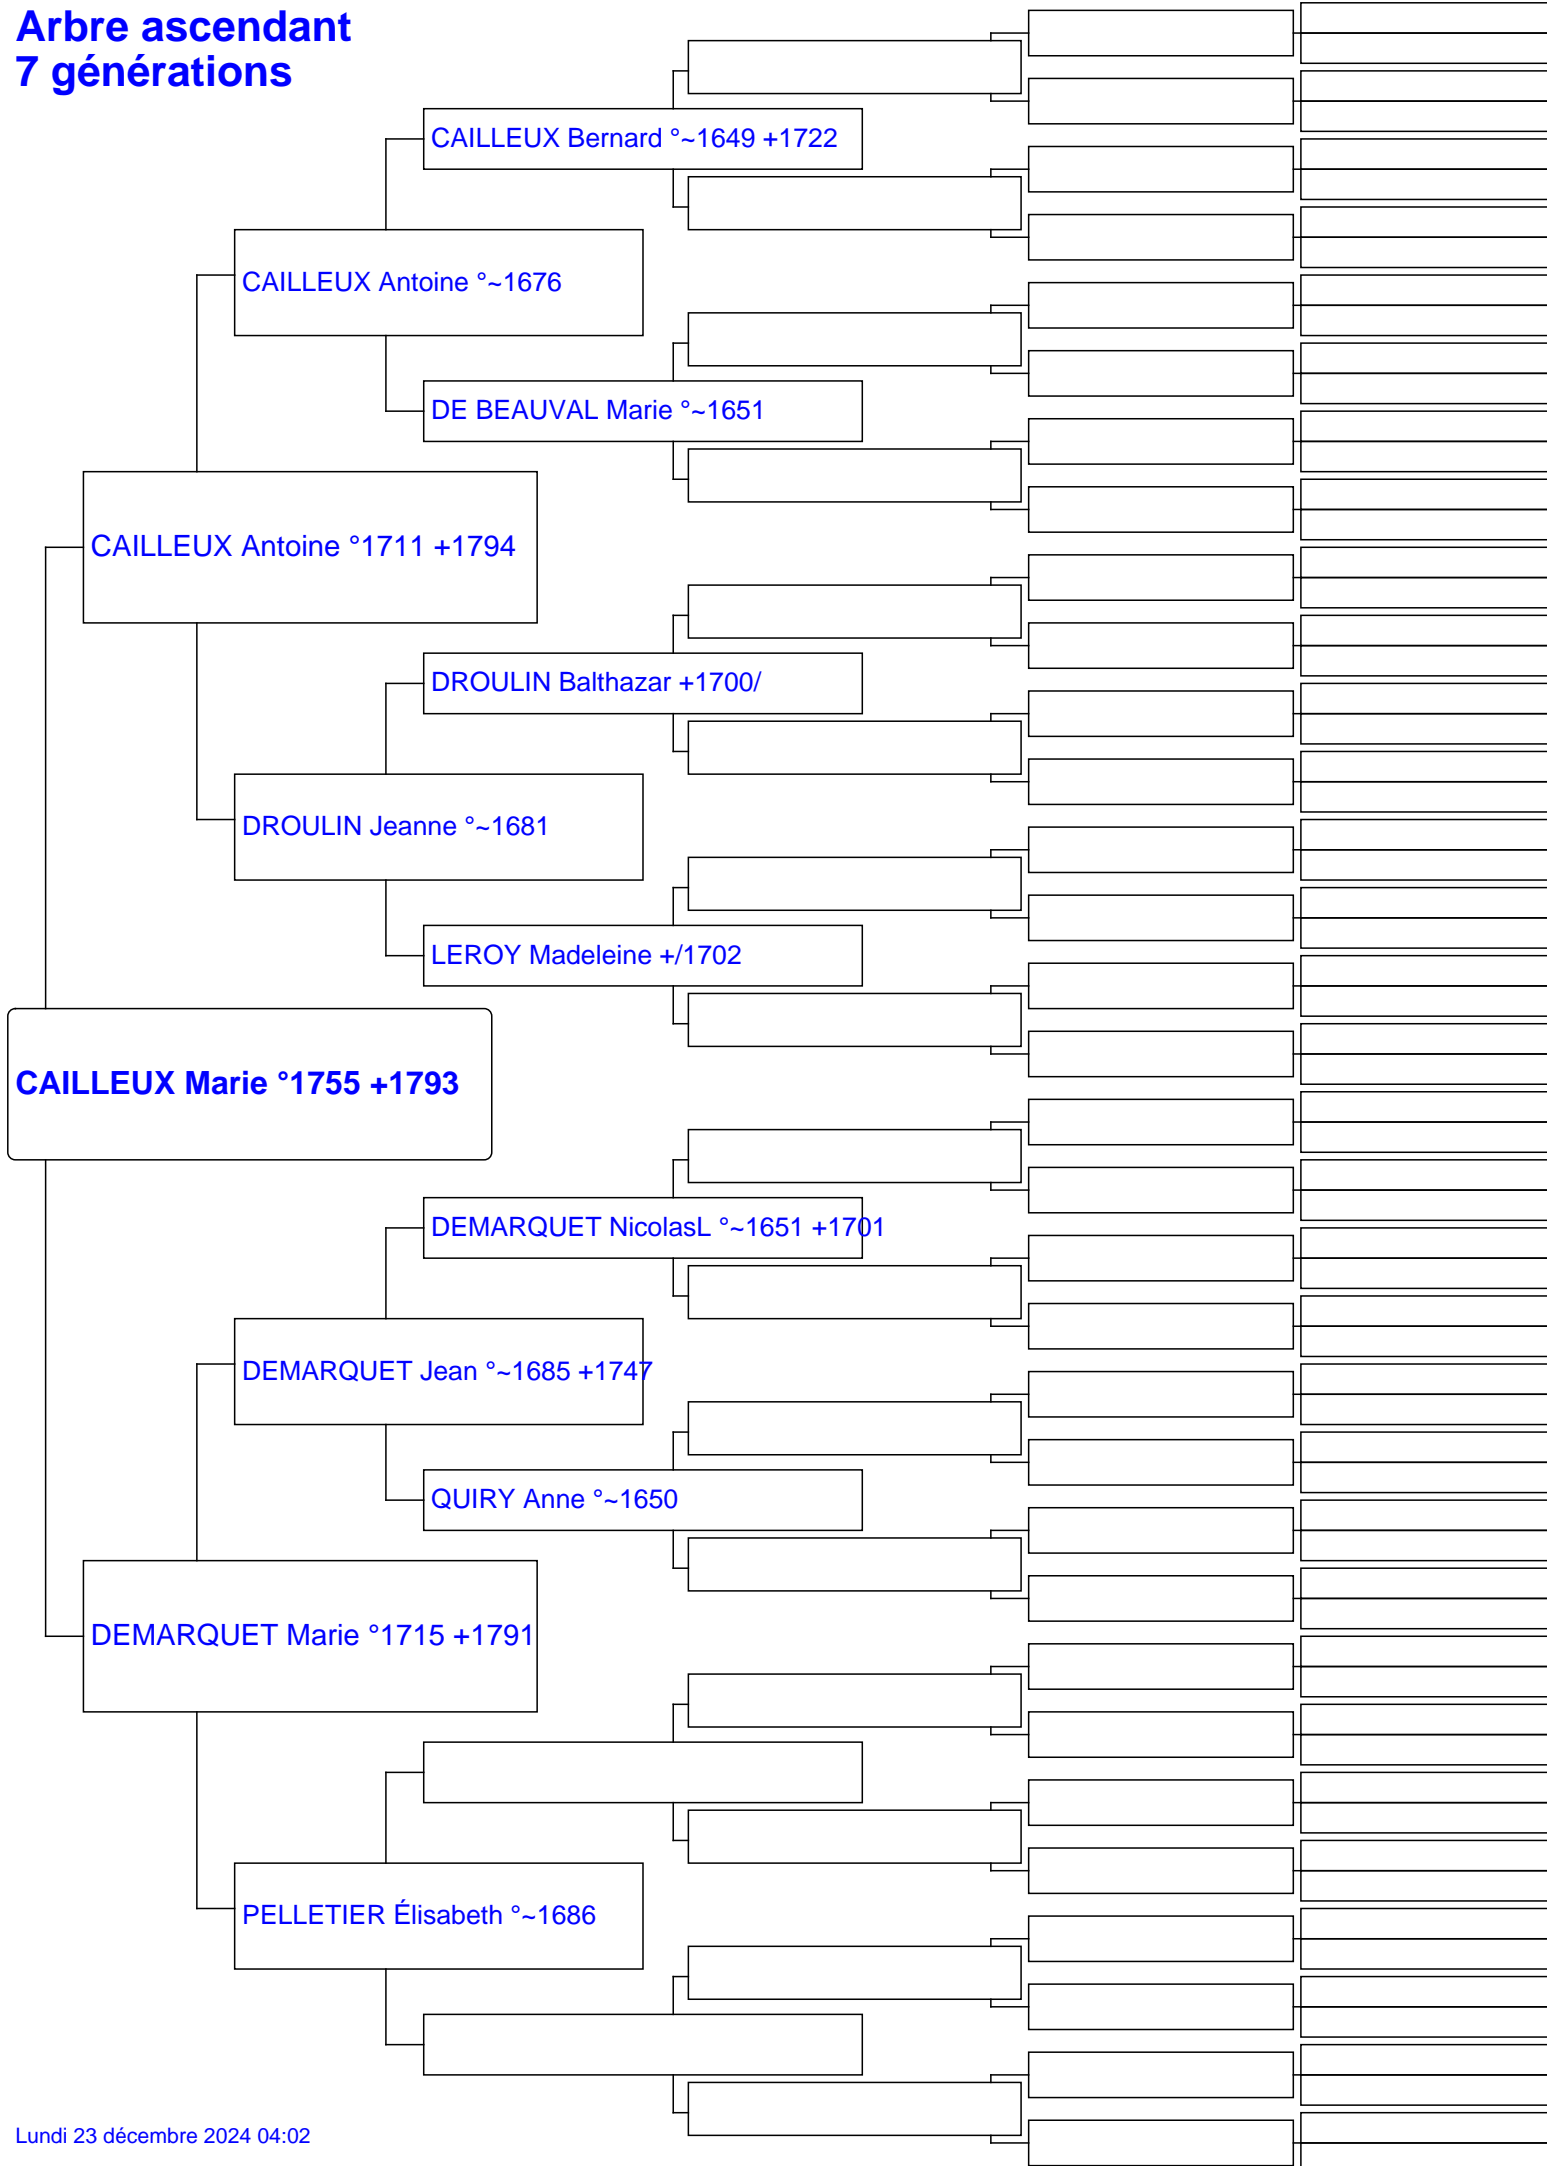 Arbre ascendant
7 générations
CAILLEUX Bernard °~1649 +1722
CAILLEUX Antoine °~1676
DE BEAUVAL Marie °~1651
CAILLEUX Antoine °1711 +1794
DROULIN Balthazar +1700/
DROULIN Jeanne °~1681
LEROY Madeleine +/1702
CAILLEUX Marie °1755 +1793
DEMARQUET NicolasL °~1651 +1701
DEMARQUET Jean °~1685 +1747
QUIRY Anne °~1650
DEMARQUET Marie °1715 +1791
PELLETIER Élisabeth °~1686
Lundi 23 décembre 2024 04:02